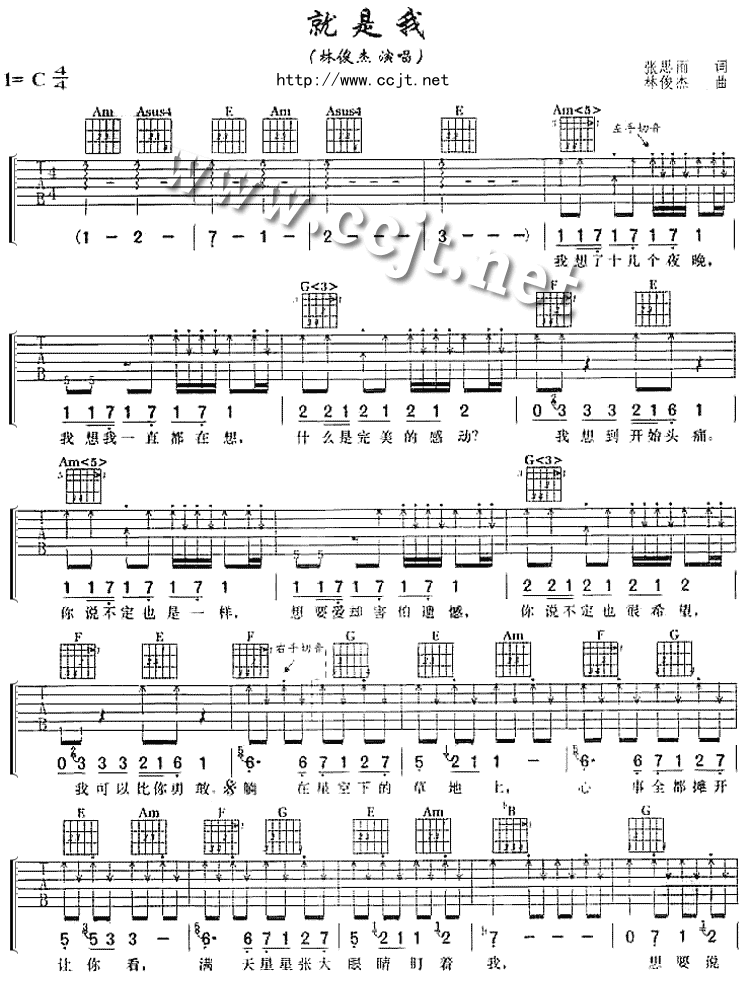 就是我
(林俊杰 演唱)
1= C 4/4
http://www.ccjt.net
张思雨 词
林俊杰 曲
Am Asus4 E Am Asus4 E Am<5>
左手切音
T A B 4/4
(1 - 2 - 7 - 1 - 2 - - - 3 - - -) 1 1 7 1 7 1 7 1
我想了十几个夜晚,
www.ccjt.net
G<3> F E
T A B
5 5
1 1 7 1 7 1 7 1 2 2 1 2 1 2 1 2 0 3 3 3 2 1 6 1
我想我一直都在想, 什么是完美的感动? 我想到开始头痛。
Am<5> G<3>
T A B
5 5
1 1 7 1 7 1 7 1 1 1 7 1 7 1 7 1 2 2 1 2 1 2 1 2
你说不定也是一样, 想要爱却害怕遗憾, 你说不定也很希望,
F E F 右手切音 G E Am F G
T A B
0 3 3 3 2 1 6 1 6· 6 7 1 2 7 5 2 1 1 6· 6 7 1 2 7
我可以比你勇敢。 躺 在星空下的 草地上, 心 事全都摊开
E Am F G E Am bB G
T A B
5 5 3 3 6· 6 7 1 2 7 5 2 1 1 2 b7 - - 0 7 1 2
让你看, 满 天星星张大 眼睛盯着 我, 想要说